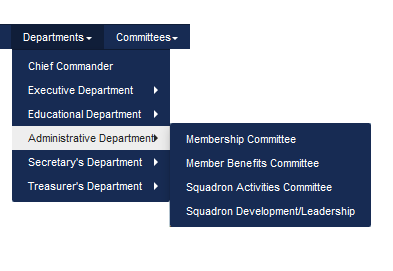 Departments Committees
Chief Commander
Executive Department
Educational Department
Administrative Department
Membership Committee
Secretary's Department
Member Benefits Committee
Treasurer's Department
Squadron Activities Committee
Squadron Development/Leadership